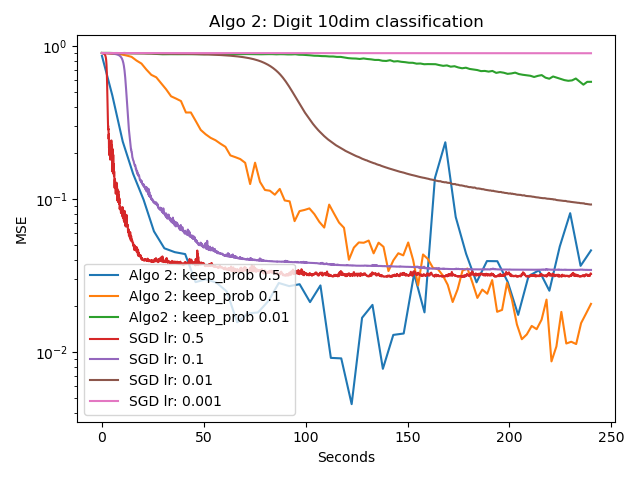 Algo 2: Digit 10dim classification
10⁰
10⁻¹
10⁻²
MSE
Algo 2: keep_prob 0.5
Algo 2: keep_prob 0.1
Algo2 : keep_prob 0.01
SGD lr: 0.5
SGD lr: 0.1
SGD lr: 0.01
SGD lr: 0.001
0 50 100 150 200 250
Seconds